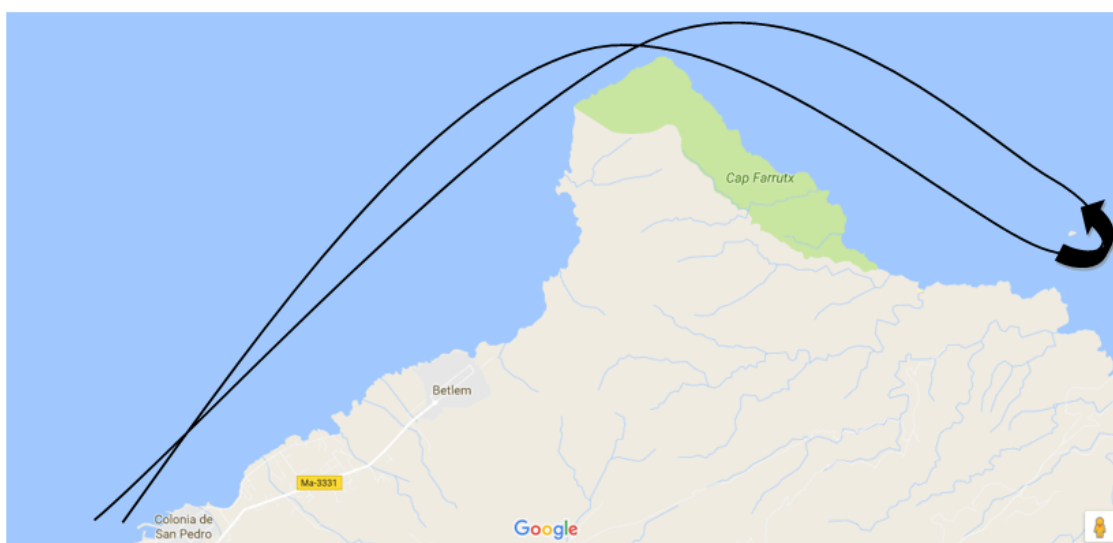 Cap Farrutx
Betlem
Ma-3331
Colonia de
San Pedro
Google